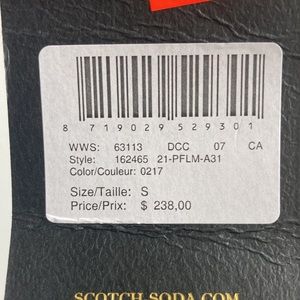 8 719029 529301
WWS: 63113 DCC 07 CA
Style: 162465 21-PFLM-A31
Color/Couleur: 0217
Size/Taille: S
Price/Prix: $ 238,00
SCOTCH-SODA.COM